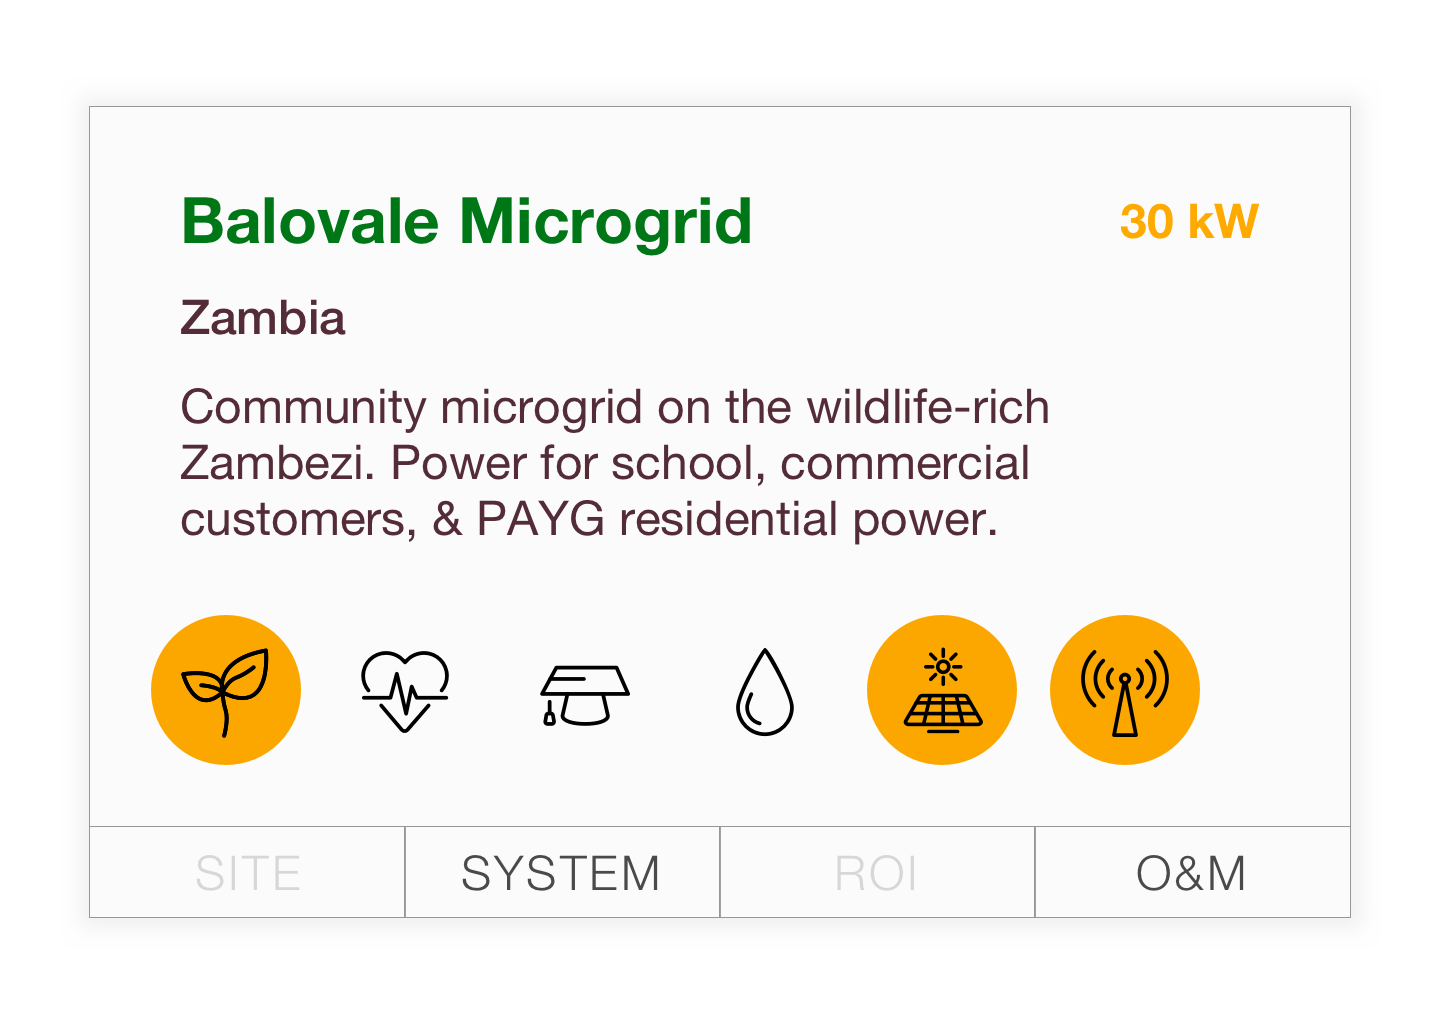 Balovale Microgrid
30 kW
Zambia
Community microgrid on the wildlife-rich
Zambezi. Power for school, commercial
customers, & PAYG residential power.
SITE
SYSTEM
ROI
O&M